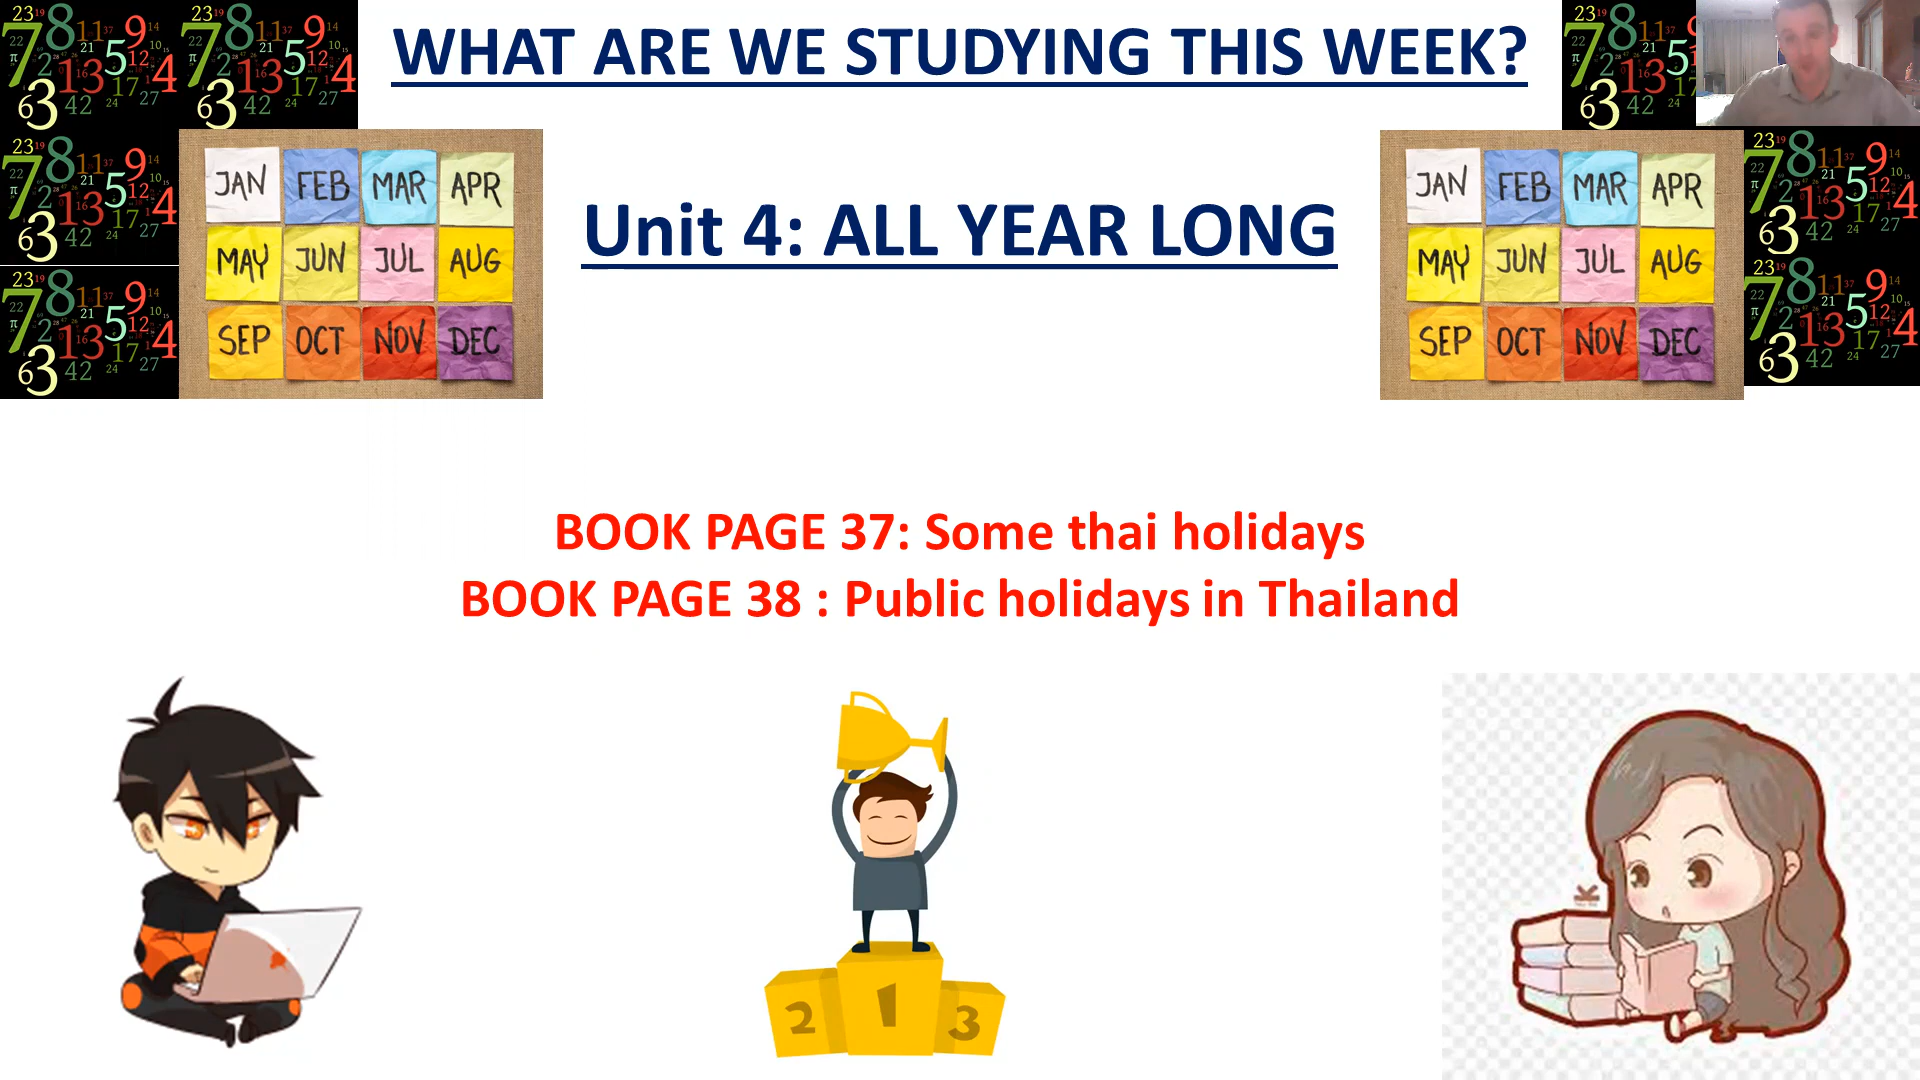 WHAT ARE WE STUDYING THIS WEEK?
JAN FEB MAR APR
MAY JUN JUL AUG
SEP OCT NOV DEC
Unit 4: ALL YEAR LONG
JAN FEB MAR APR
MAY JUN JUL AUG
SEP OCT NOV DEC
BOOK PAGE 37: Some thai holidays
BOOK PAGE 38 : Public holidays in Thailand
2 1 3